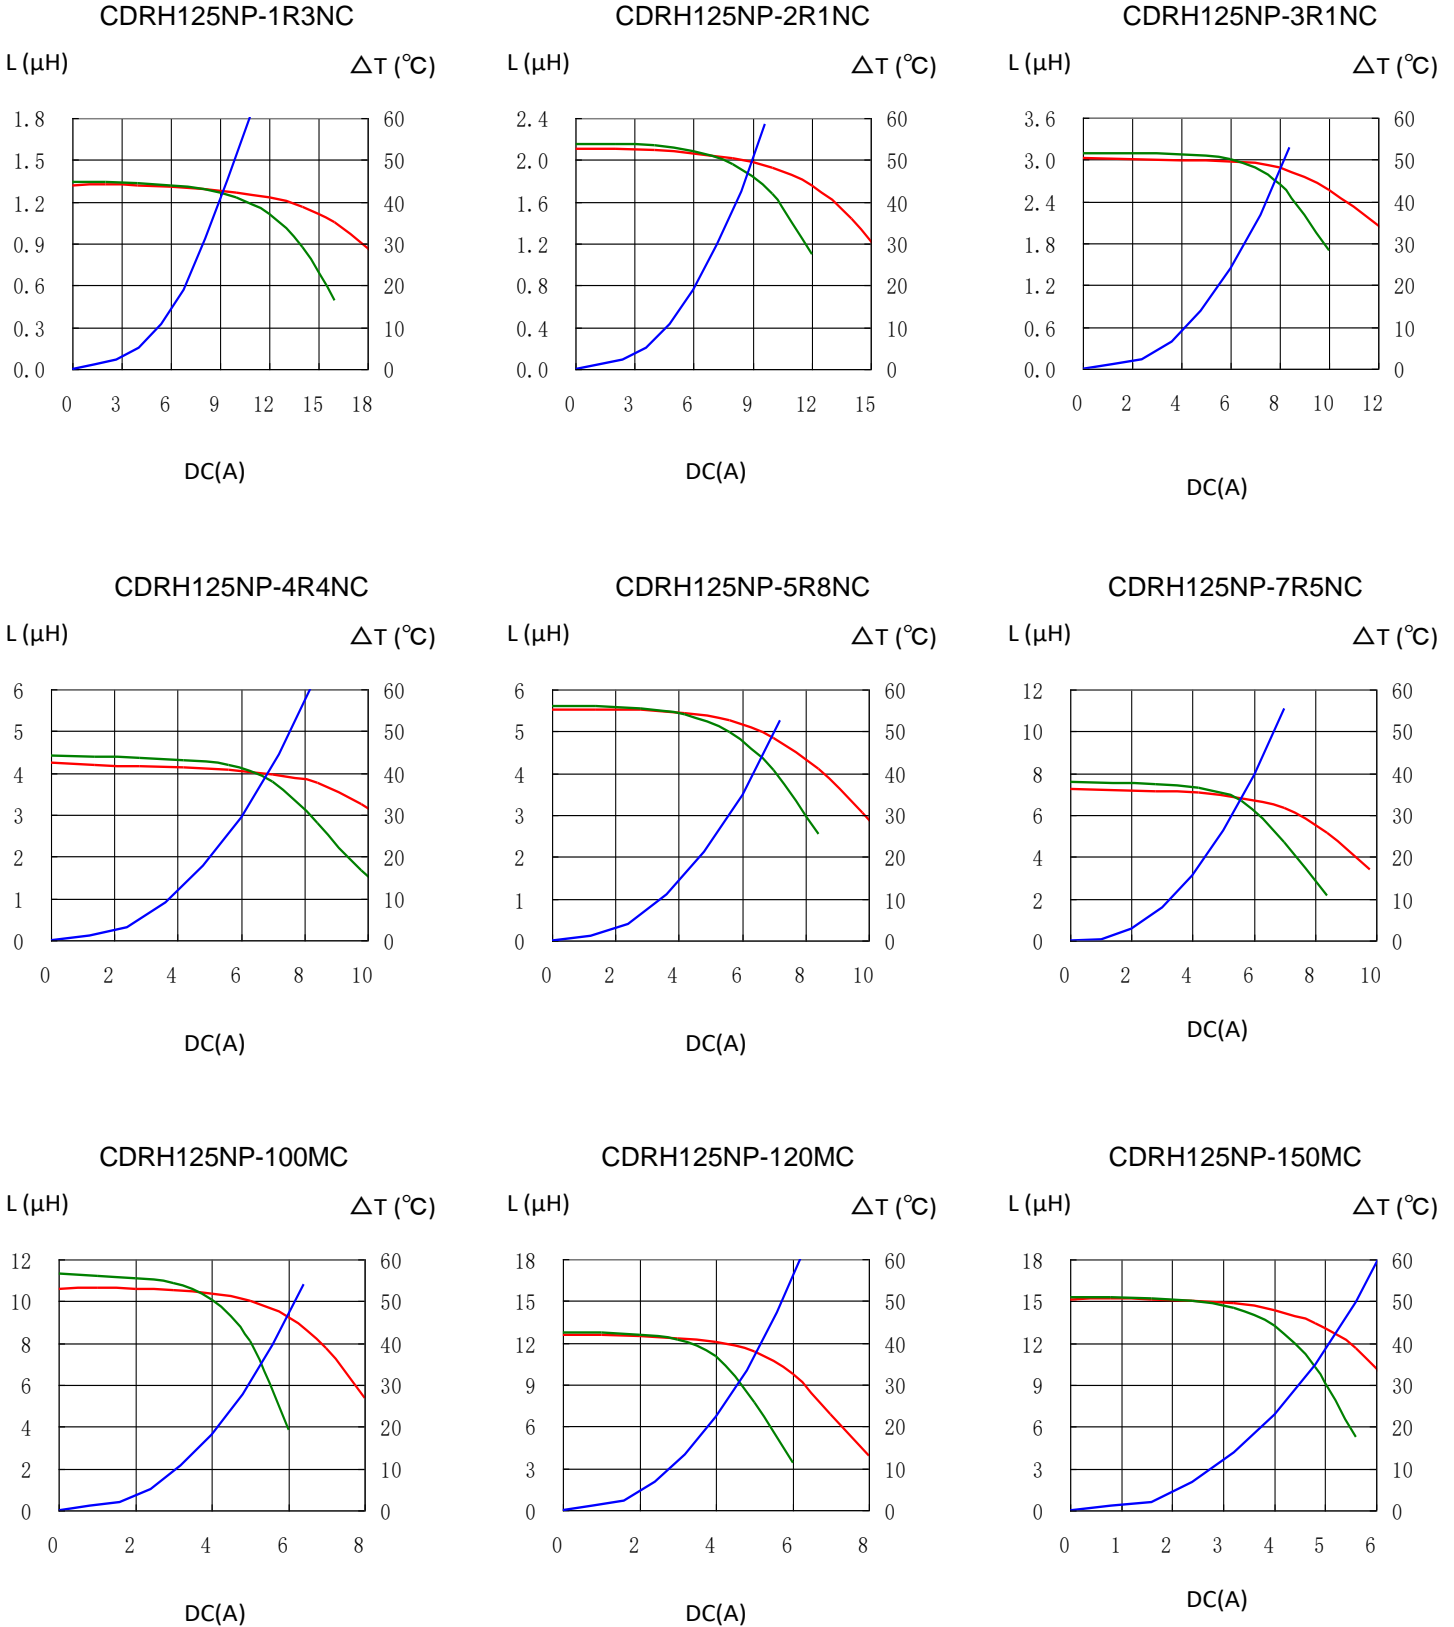 CDRH125NP-1R3NC CDRH125NP-2R1NC CDRH125NP-3R1NC
L (μH) △T (℃) L (μH) △T (℃) L (μH) △T (℃)
1.8 60 2.4 60 3.6 60
1.5 50 2.0 50 3.0 50
1.2 40 1.6 40 2.4 40
0.9 30 1.2 30 1.8 30
0.6 20 0.8 20 1.2 20
0.3 10 0.4 10 0.6 10
0.0 0 0.0 0 0.0 0
0 3 6 9 12 15 18 0 3 6 9 12 15 0 2 4 6 8 10 12
DC(A) DC(A) DC(A)
CDRH125NP-4R4NC CDRH125NP-5R8NC CDRH125NP-7R5NC
L (μH) △T (℃) L (μH) △T (℃) L (μH) △T (℃)
6 60 6 60 12 60
5 50 5 50 10 50
4 40 4 40 8 40
3 30 3 30 6 30
2 20 2 20 4 20
1 10 1 10 2 10
0 0 0 0 0 0
0 2 4 6 8 10 0 2 4 6 8 10 0 2 4 6 8 10
DC(A) DC(A) DC(A)
CDRH125NP-100MC CDRH125NP-120MC CDRH125NP-150MC
L (μH) △T (℃) L (μH) △T (℃) L (μH) △T (℃)
12 60 18 60 18 60
10 50 15 50 15 50
8 40 12 40 12 40
6 30 9 30 9 30
4 20 6 20 6 20
2 10 3 10 3 10
0 0 0 0 0 0
0 2 4 6 8 0 2 4 6 8 0 1 2 3 4 5 6
DC(A) DC(A) DC(A)